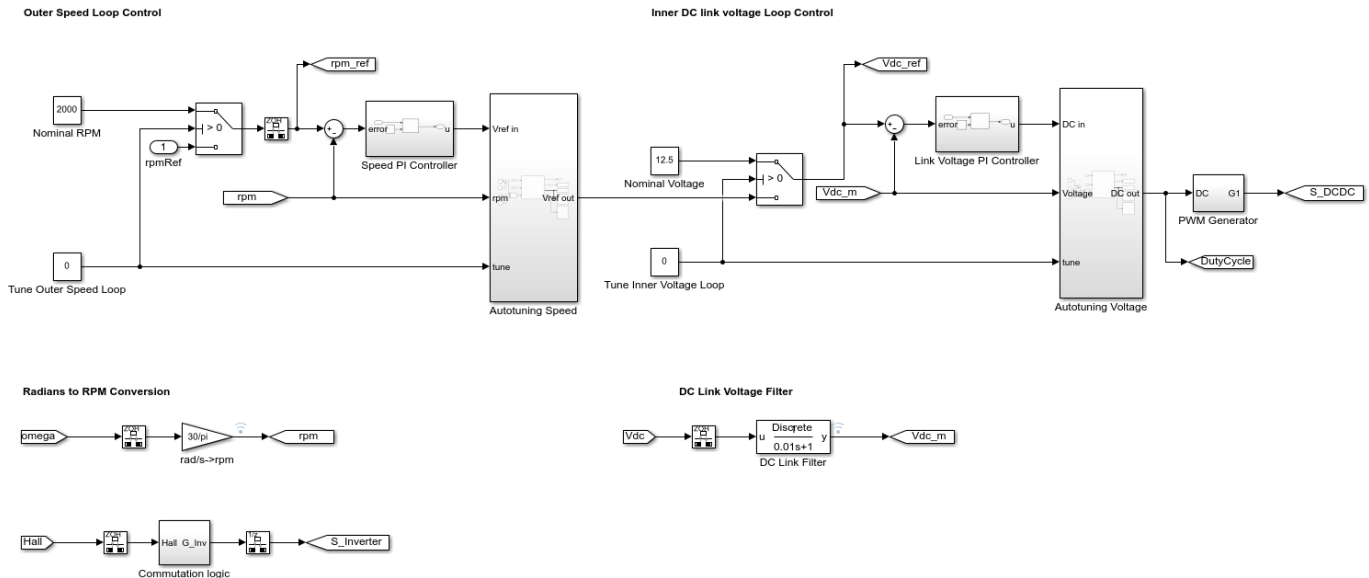 Outer Speed Loop Control
Inner DC link voltage Loop Control
rpm_ref
Vdc_ref
2000
Nominal RPM
> 0
ZOH
+
-
error
u
Speed PI Controller
Vref in
1
rpmRef
rpm
rpm
Vref out
0
Tune Outer Speed Loop
tune
Autotuning Speed
12.5
Nominal Voltage
> 0
Vdc_m
+
-
error
u
Link Voltage PI Controller
DC in
Voltage
DC out
0
Tune Inner Voltage Loop
tune
Autotuning Voltage
DC
G1
PWM Generator
S_DCDC
DutyCycle
Radians to RPM Conversion
DC Link Voltage Filter
omega
ZOH
30/pi
rad/s->rpm
rpm
Vdc
ZOH
u
Discrete
0.01s+1
y
DC Link Filter
Vdc_m
Hall
ZOH
Hall
G_Inv
Commutation logic
1/z
S_Inverter